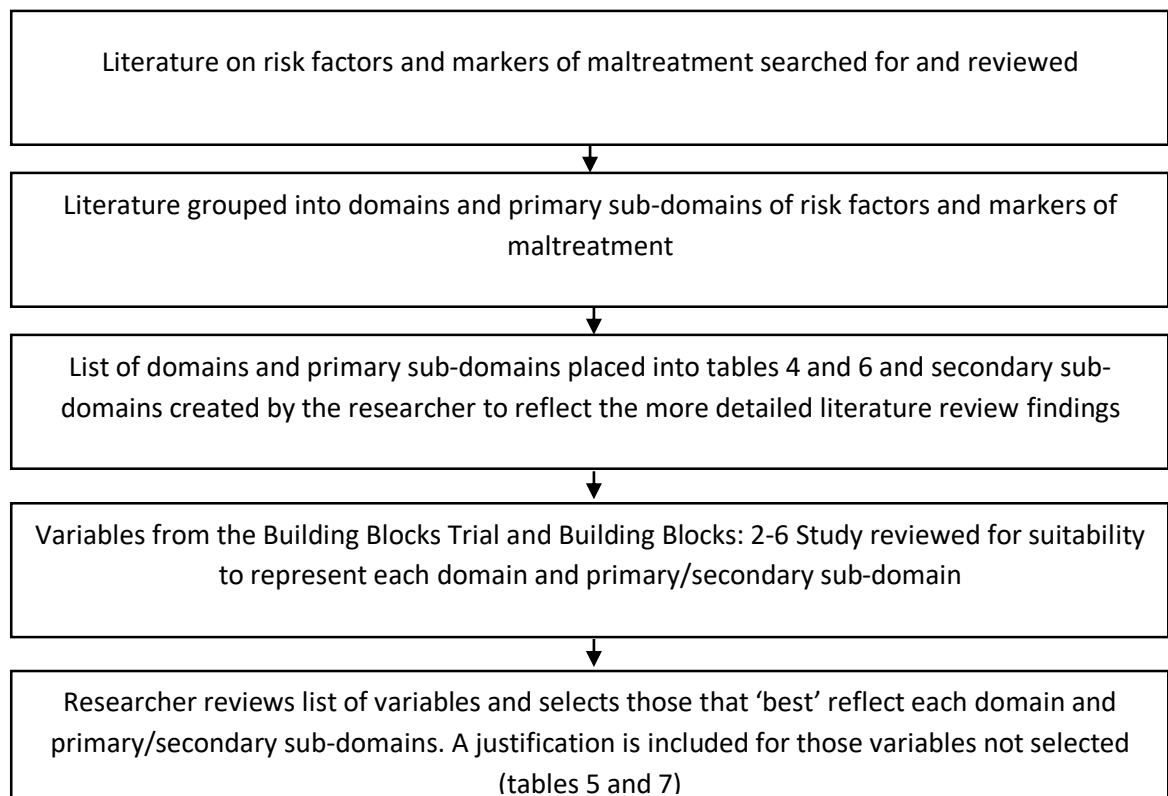 Literature on risk factors and markers of maltreatment searched for and reviewed
Literature grouped into domains and primary sub-domains of risk factors and markers of
maltreatment
List of domains and primary sub-domains placed into tables 4 and 6 and secondary sub-
domains created by the researcher to reflect the more detailed literature review findings
Variables from the Building Blocks Trial and Building Blocks: 2-6 Study reviewed for suitability
to represent each domain and primary/secondary sub-domain
Researcher reviews list of variables and selects those that ‘best’ reflect each domain and
primary/secondary sub-domains. A justification is included for those variables not selected
(tables 5 and 7)